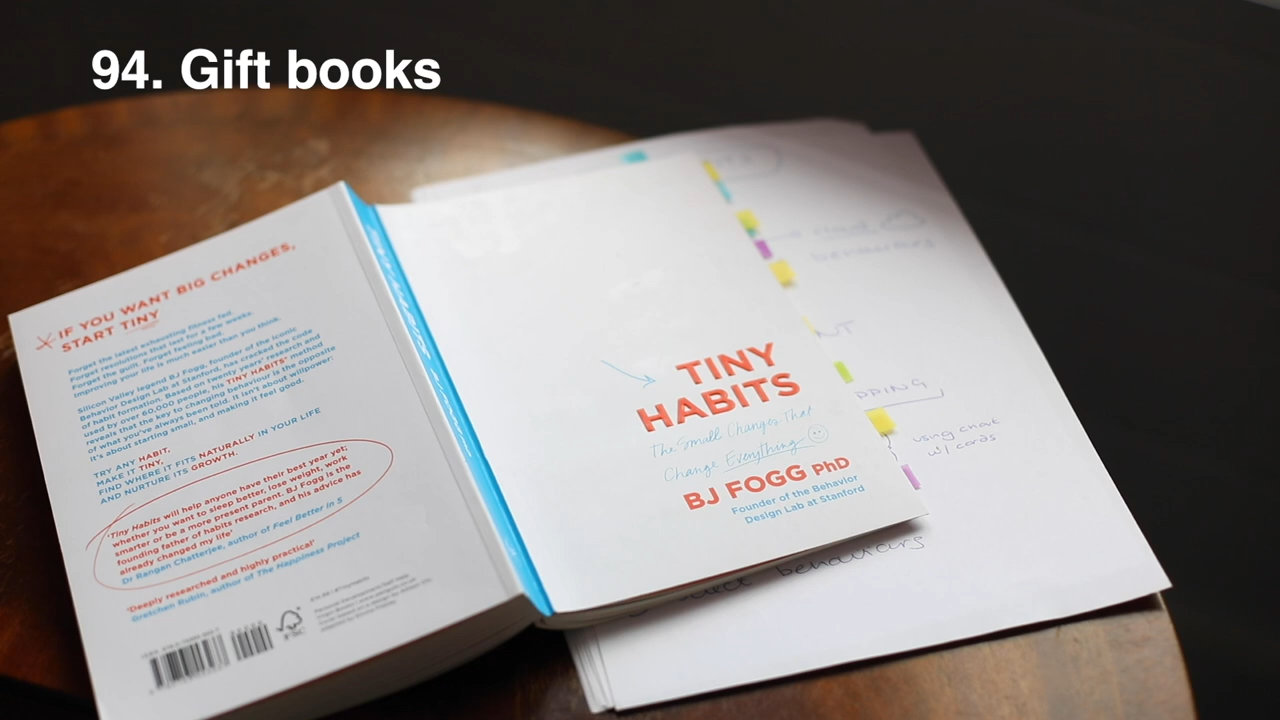 94. Gift books
IF YOU WANT BIG CHANGES,
START TINY
Forget the latest exhausting fitness fad.
Forget resolutions that last for a few weeks.
Forget the guilt. Forget feeling bad.
Improving your life is much easier than you think.
Silicon Valley legend BJ Fogg, founder of the iconic
Behavior Design Lab at Stanford, has cracked the code
of habit formation. Based on twenty years' research and
used by over 60,000 people, his TINY HABITS® method
reveals that the key to changing behaviour is the opposite
of what you've always been told. It isn't about willpower:
it's about starting small, and making it feel good.
TRY ANY HABIT,
MAKE IT TINY,
FIND WHERE IT FITS NATURALLY IN YOUR LIFE
AND NURTURE ITS GROWTH.
'Tiny Habits will help anyone have their best year yet;
whether you want to sleep better, lose weight, work
smarter or be a more present parent. BJ Fogg is the
founding father of habits research, and his advice has
already changed my life'
Dr Rangan Chatterjee, author of Feel Better in 5
'Deeply researched and highly practical'
Gretchen Rubin, author of The Happiness Project
FSC
TINY
HABITS
The Small Changes That
Change Everything
BJ FOGG PhD
Founder of the Behavior
Design Lab at Stanford
behaviors
NT
PPING
using chart
w/ cards
behaviors